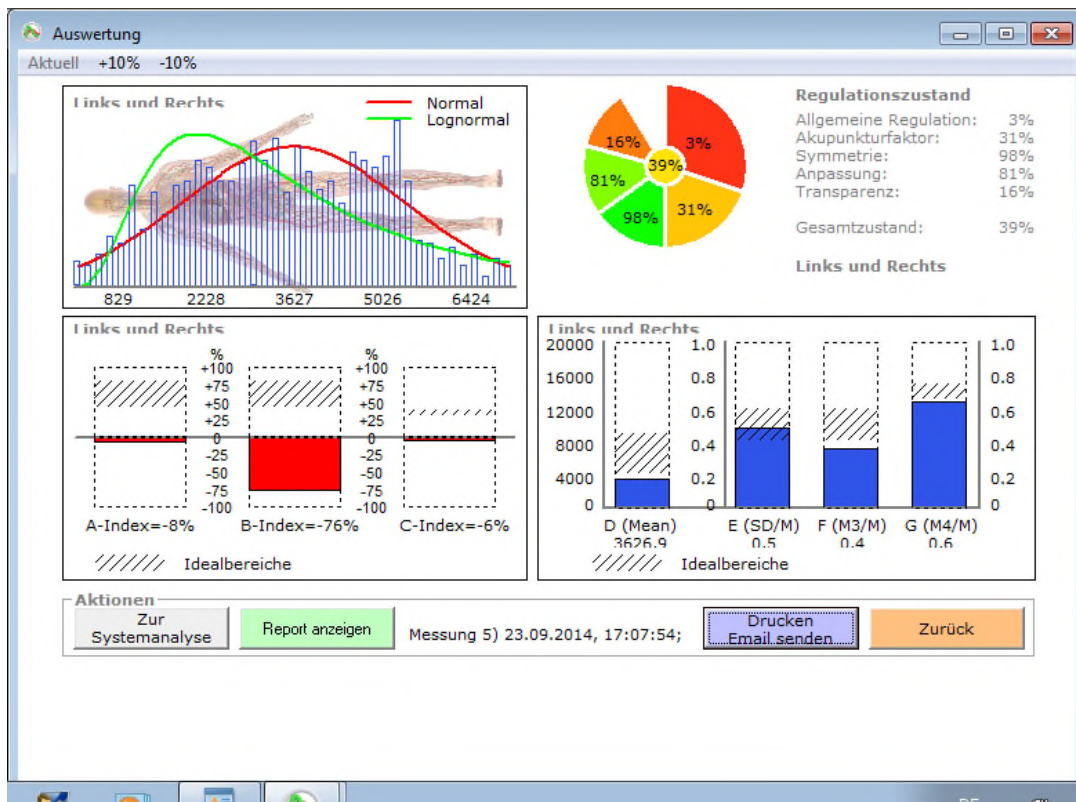 Auswertung
Aktuell +10% -10%
Links und Rechts
Normal
Lognormal
829 2228 3627 5026 6424
3%
31%
98%
81%
16%
39%
Regulationszustand
Allgemeine Regulation: 3%
Akupunkturfaktor: 31%
Symmetrie: 98%
Anpassung: 81%
Transparenz: 16%
Gesamtzustand: 39%
Links und Rechts
Links und Rechts
% %
+100 +100
+75 +75
+50 +50
+25 +25
0 0
-25 -25
-50 -50
-75 -75
-100 -100
A-Index=-8% B-Index=-76% C-Index=-6%
Idealbereiche
Links und Rechts
20000 1.0 1.0
16000 0.8 0.8
12000 0.6 0.6
8000 0.4 0.4
4000 0.2 0.2
0 0 0
D (Mean) E (SD/M) F (M3/M) G (M4/M)
3626.9 0.5 0.4 0.6
Idealbereiche
Aktionen
Zur
Systemanalyse
Report anzeigen
Messung 5) 23.09.2014, 17:07:54;
Drucken
Email senden
Zurück
DE